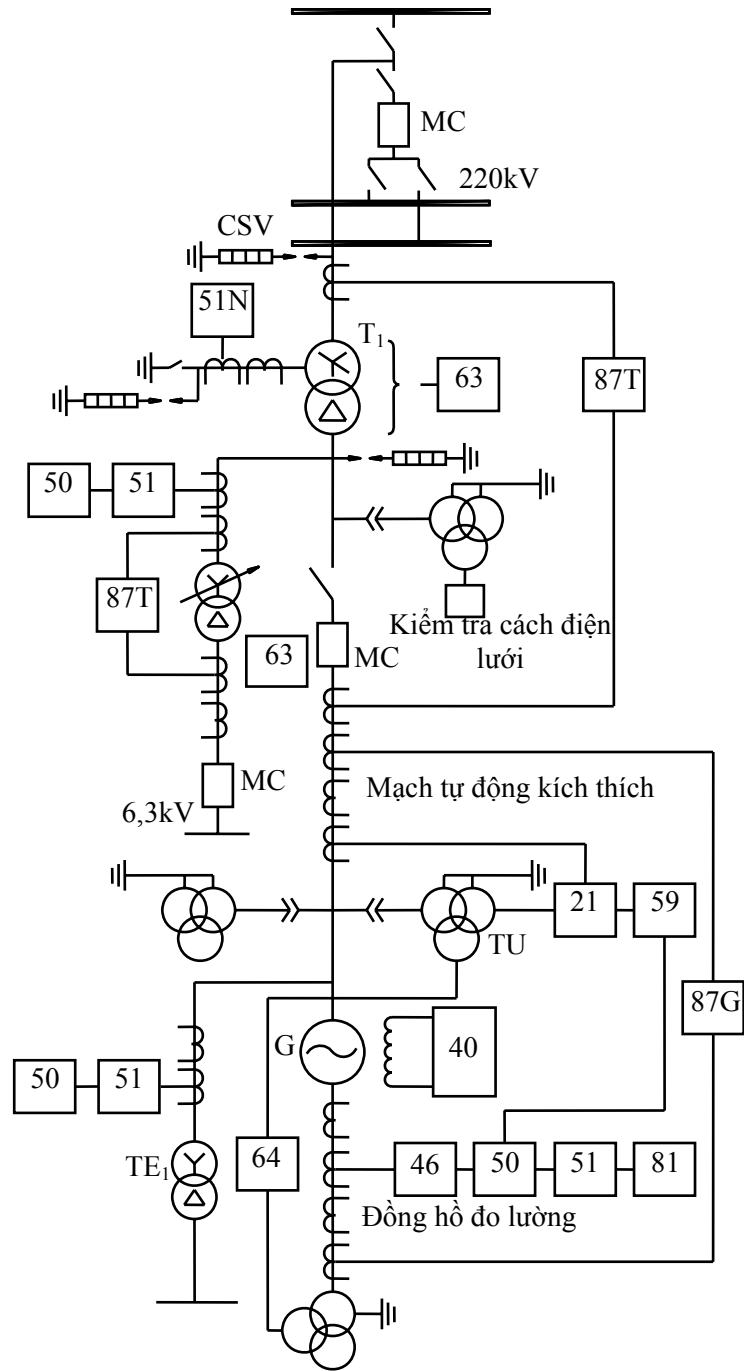 MC
220kV
CSV
51N
T₁
63
87T
50
51
87T
Kiểm tra cách điện
lưới
63
MC
MC
6,3kV
Mạch tự động kích thích
21
59
TU
87G
G
40
50
51
TE₁
64
46
50
51
81
Đồng hồ đo lường